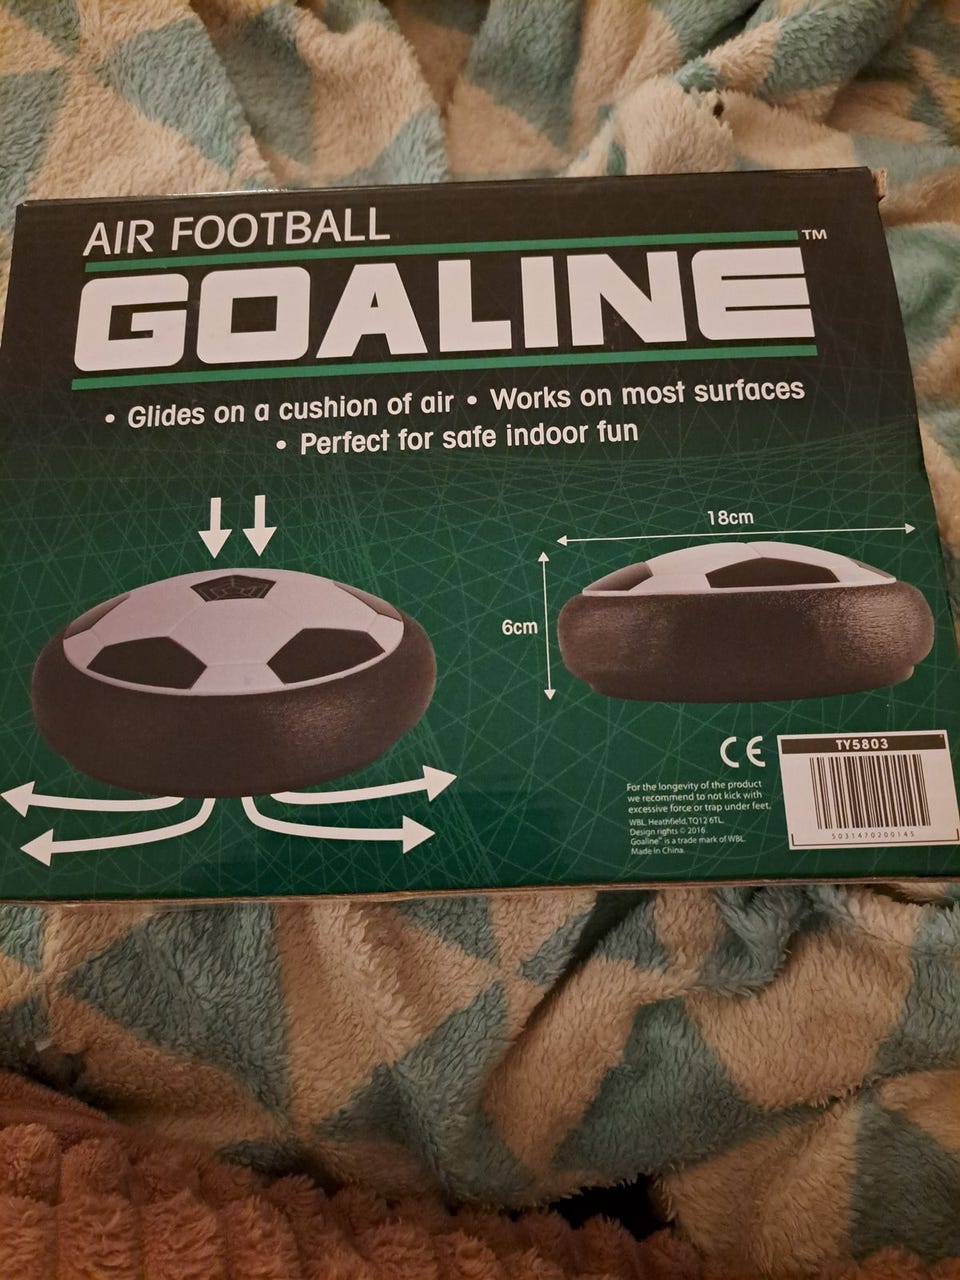 AIR FOOTBALL
GOALINE™
• Glides on a cushion of air • Works on most surfaces
• Perfect for safe indoor fun
18cm
6cm
CE
TY5803
For the longevity of the product
we recommend to not kick with
excessive force or trap under feet.
WBL, Heathfield, TQ12 6TL.
Design rights © 2016.
Goaline™ is a trade mark of WBL.
Made in China.
5031470200145